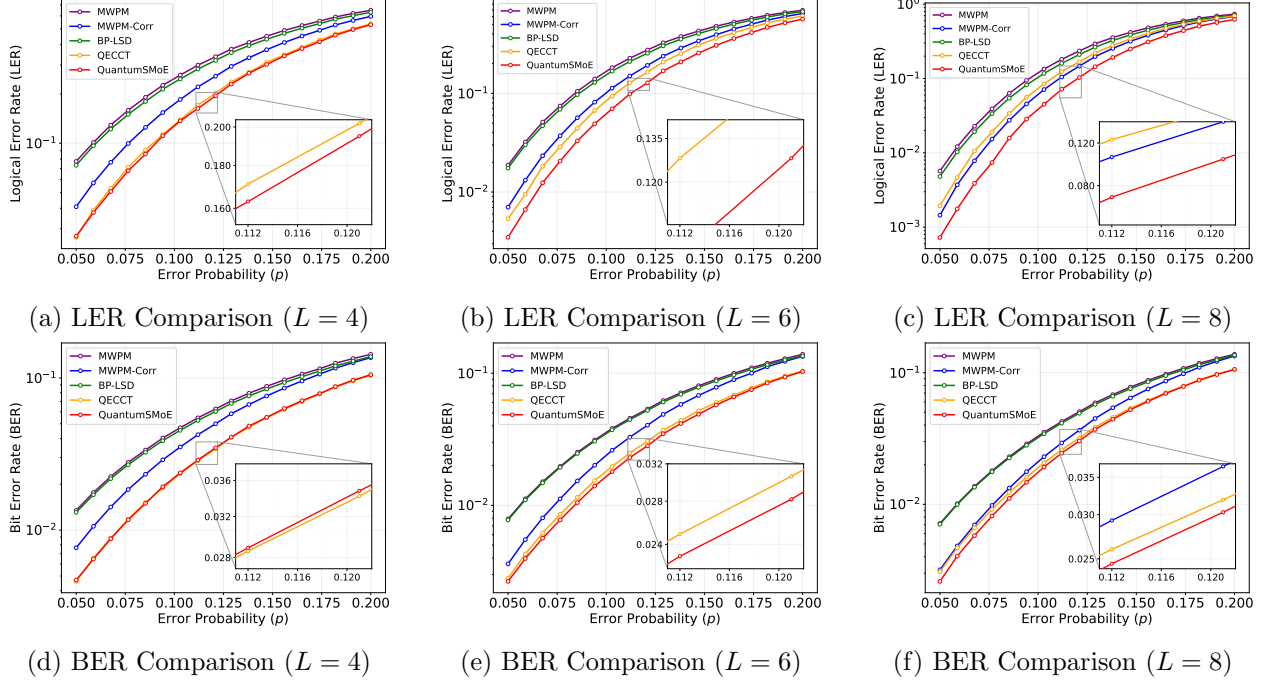 Logical Error Rate (LER)
10⁻¹
MWPM
MWPM-Corr
BP-LSD
QECCT
QuantumSMoE
0.200
0.180
0.160
0.112 0.116 0.120
0.050 0.075 0.100 0.125 0.150 0.175 0.200
Error Probability (p)
(a) LER Comparison (L = 4)
Logical Error Rate (LER)
10⁻¹
10⁻²
MWPM
MWPM-Corr
BP-LSD
QECCT
QuantumSMoE
0.135
0.120
0.112 0.116 0.120
0.050 0.075 0.100 0.125 0.150 0.175 0.200
Error Probability (p)
(b) LER Comparison (L = 6)
Logical Error Rate (LER)
10⁰
10⁻¹
10⁻²
10⁻³
MWPM
MWPM-Corr
BP-LSD
QECCT
QuantumSMoE
0.120
0.080
0.112 0.116 0.120
0.050 0.075 0.100 0.125 0.150 0.175 0.200
Error Probability (p)
(c) LER Comparison (L = 8)
Bit Error Rate (BER)
10⁻¹
10⁻²
MWPM
MWPM-Corr
BP-LSD
QECCT
QuantumSMoE
0.036
0.032
0.028
0.112 0.116 0.120
0.050 0.075 0.100 0.125 0.150 0.175 0.200
Error Probability (p)
(d) BER Comparison (L = 4)
Bit Error Rate (BER)
10⁻¹
10⁻²
MWPM
MWPM-Corr
BP-LSD
QECCT
QuantumSMoE
0.032
0.028
0.024
0.112 0.116 0.120
0.050 0.075 0.100 0.125 0.150 0.175 0.200
Error Probability (p)
(e) BER Comparison (L = 6)
Bit Error Rate (BER)
10⁻¹
10⁻²
MWPM
MWPM-Corr
BP-LSD
QECCT
QuantumSMoE
0.035
0.030
0.025
0.112 0.116 0.120
0.050 0.075 0.100 0.125 0.150 0.175 0.200
Error Probability (p)
(f) BER Comparison (L = 8)